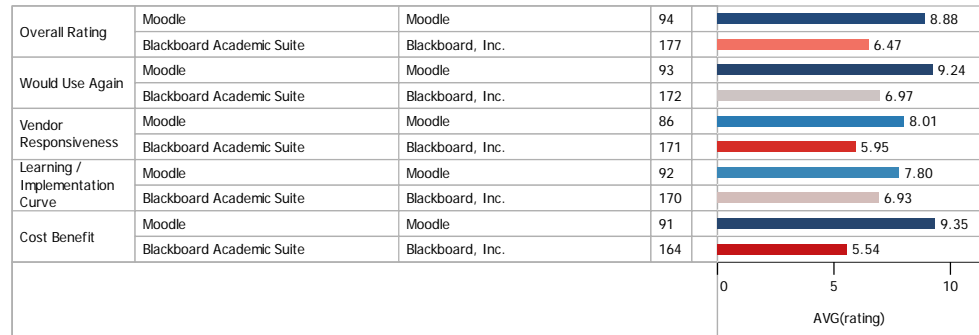 Overall Rating Moodle Moodle 94 8.88
Blackboard Academic Suite Blackboard, Inc. 177 6.47
Would Use Again Moodle Moodle 93 9.24
Blackboard Academic Suite Blackboard, Inc. 172 6.97
Vendor Responsiveness Moodle Moodle 86 8.01
Blackboard Academic Suite Blackboard, Inc. 171 5.95
Learning / Implementation Curve Moodle Moodle 92 7.80
Blackboard Academic Suite Blackboard, Inc. 170 6.93
Cost Benefit Moodle Moodle 91 9.35
Blackboard Academic Suite Blackboard, Inc. 164 5.54
0 5 10
AVG(rating)